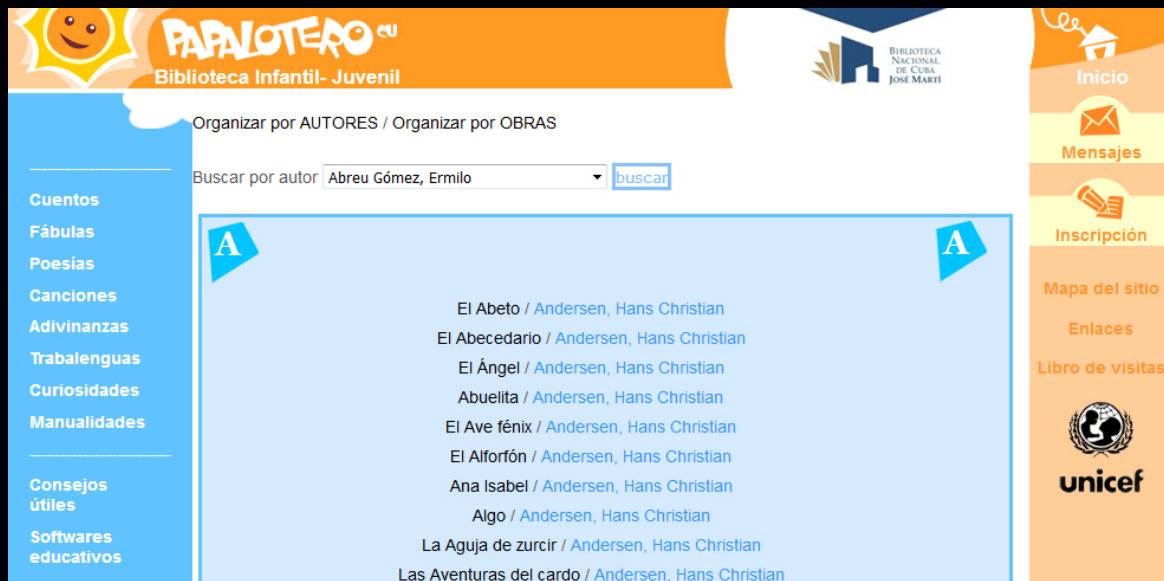 PAPALOTERO cu
Biblioteca Infantil- Juvenil
BIBLIOTECA
NACIONAL
DE CUBA
JOSÉ MARTÍ
Inicio
Organizar por AUTORES / Organizar por OBRAS
Mensajes
Buscar por autor Abreu Gómez, Ermilo buscar
Cuentos
Fábulas
Poesías
Canciones
Adivinanzas
Trabalenguas
Curiosidades
Manualidades
Consejos
útiles
Softwares
educativos
A A
El Abeto / Andersen, Hans Christian
El Abecedario / Andersen, Hans Christian
El Ángel / Andersen, Hans Christian
Abuelita / Andersen, Hans Christian
El Ave fénix / Andersen, Hans Christian
El Alforfón / Andersen, Hans Christian
Ana Isabel / Andersen, Hans Christian
Algo / Andersen, Hans Christian
La Aguja de zurcir / Andersen, Hans Christian
Las Aventuras del cardo / Andersen, Hans Christian
Inscripción
Mapa del sitio
Enlaces
Libro de visitas
unicef